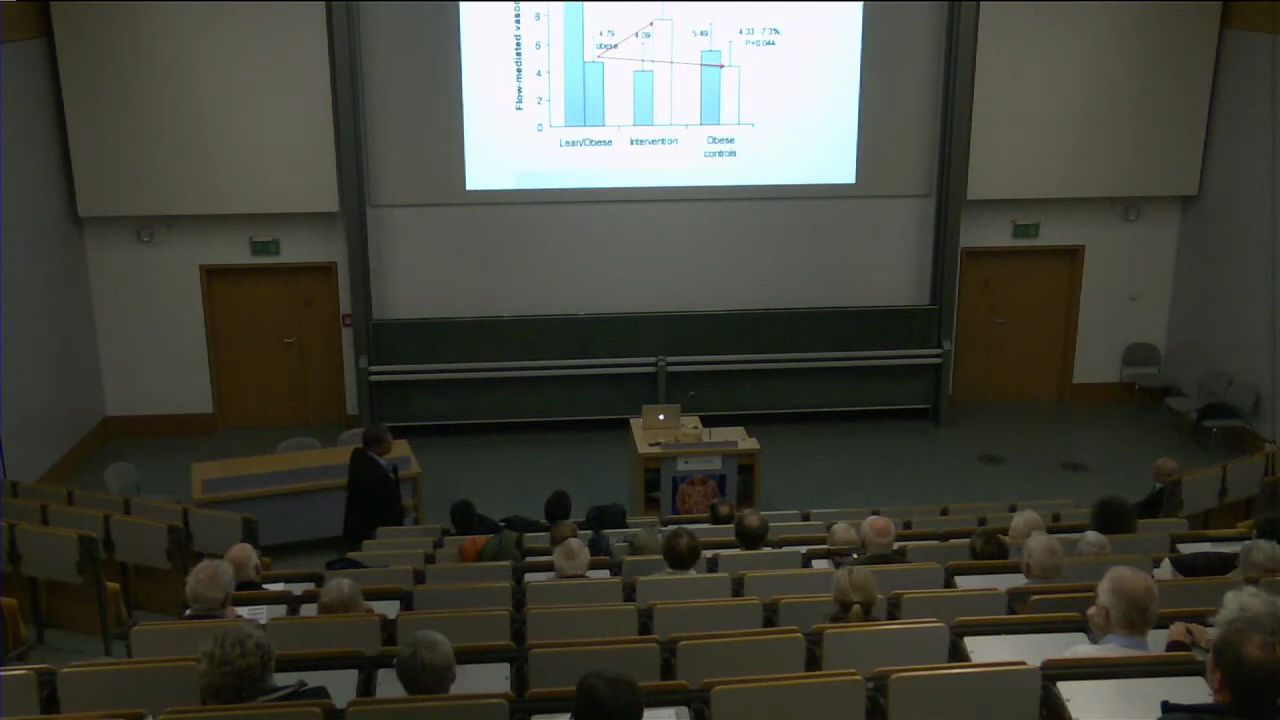 Flow-mediated
8
6
4
2
0
4.79
obese
4.09
5.49
4.33 -7.3%
P=0.044
Lean/Obese
Intervention
Obese
controls